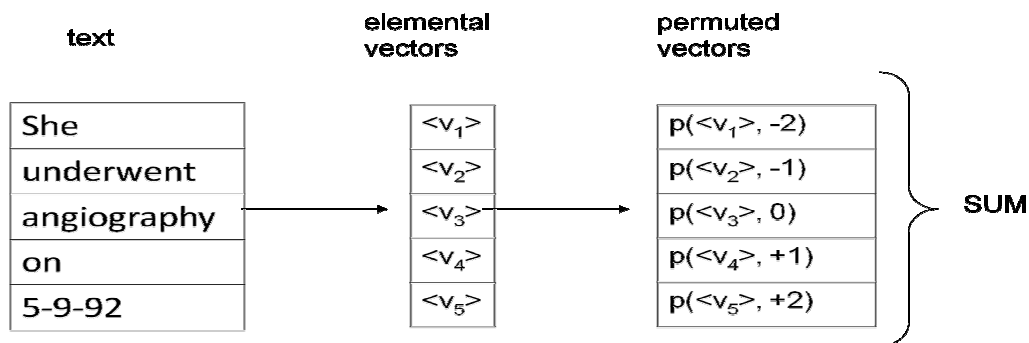 text
elemental
vectors
permuted
vectors
She
underwent
angiography
on
5-9-92
<v₁>
<v₂>
<v₃>
<v₄>
<v₅>
p(<v₁>, -2)
p(<v₂>, -1)
p(<v₃>, 0)
p(<v₄>, +1)
p(<v₅>, +2)
SUM